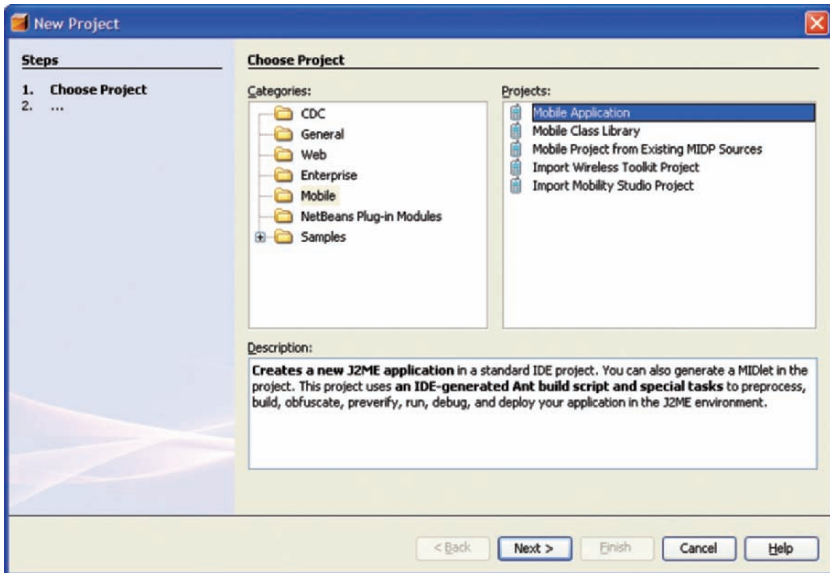 New Project
Steps
1. Choose Project
2. ...
Choose Project
Categories:
CDC
General
Web
Enterprise
Mobile
NetBeans Plug-in Modules
Samples
Projects:
Mobile Application
Mobile Class Library
Mobile Project from Existing MIDP Sources
Import Wireless Toolkit Project
Import Mobility Studio Project
Description:
Creates a new J2ME application in a standard IDE project. You can also generate a MIDlet in the
project. This project uses an IDE-generated Ant build script and special tasks to preprocess,
build, obfuscate, preverify, run, debug, and deploy your application in the J2ME environment.
< Back
Next >
Finish
Cancel
Help